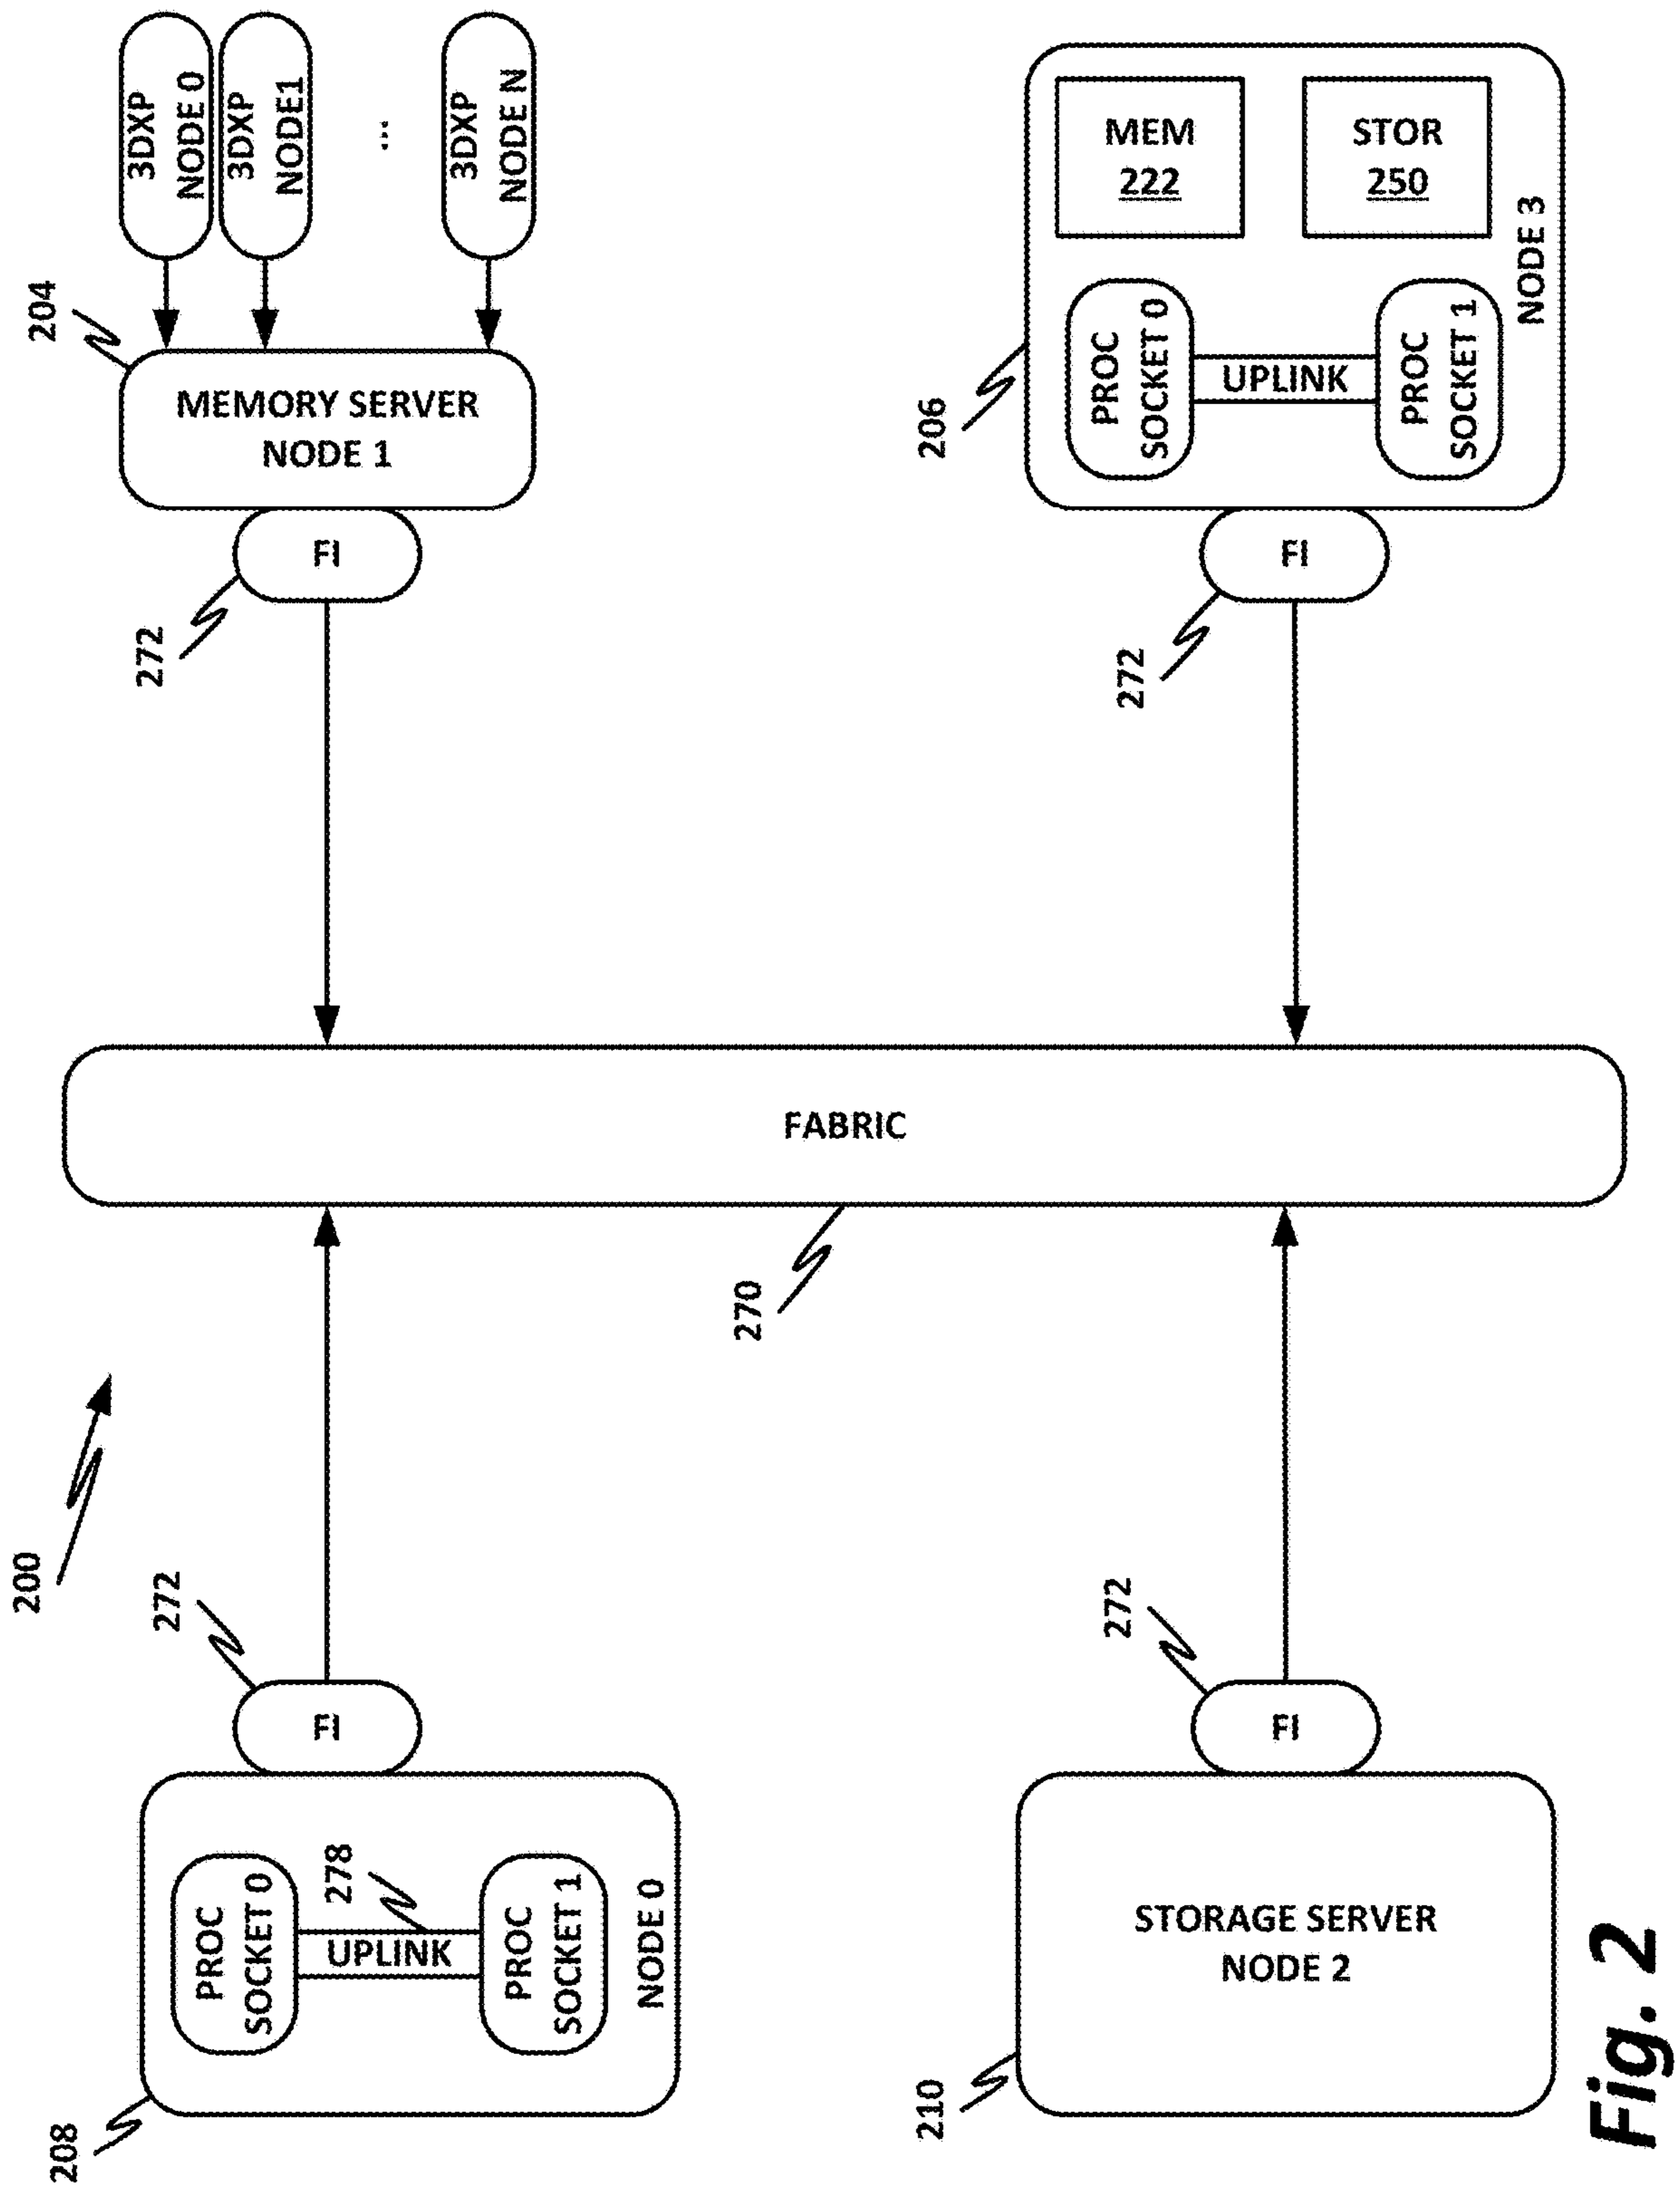 3DXP
NODE 0
3DXP
NODE1
...
3DXP
NODE N
204
MEMORY SERVER
NODE 1
FI
272
MEM
222
STOR
250
PROC
SOCKET 0
UPLINK
PROC
SOCKET 1
NODE 3
206
FI
272
FABRIC
270
200
272
FI
PROC
SOCKET 0
278
UPLINK
PROC
SOCKET 1
NODE 0
208
272
FI
STORAGE SERVER
NODE 2
210
Fig. 2